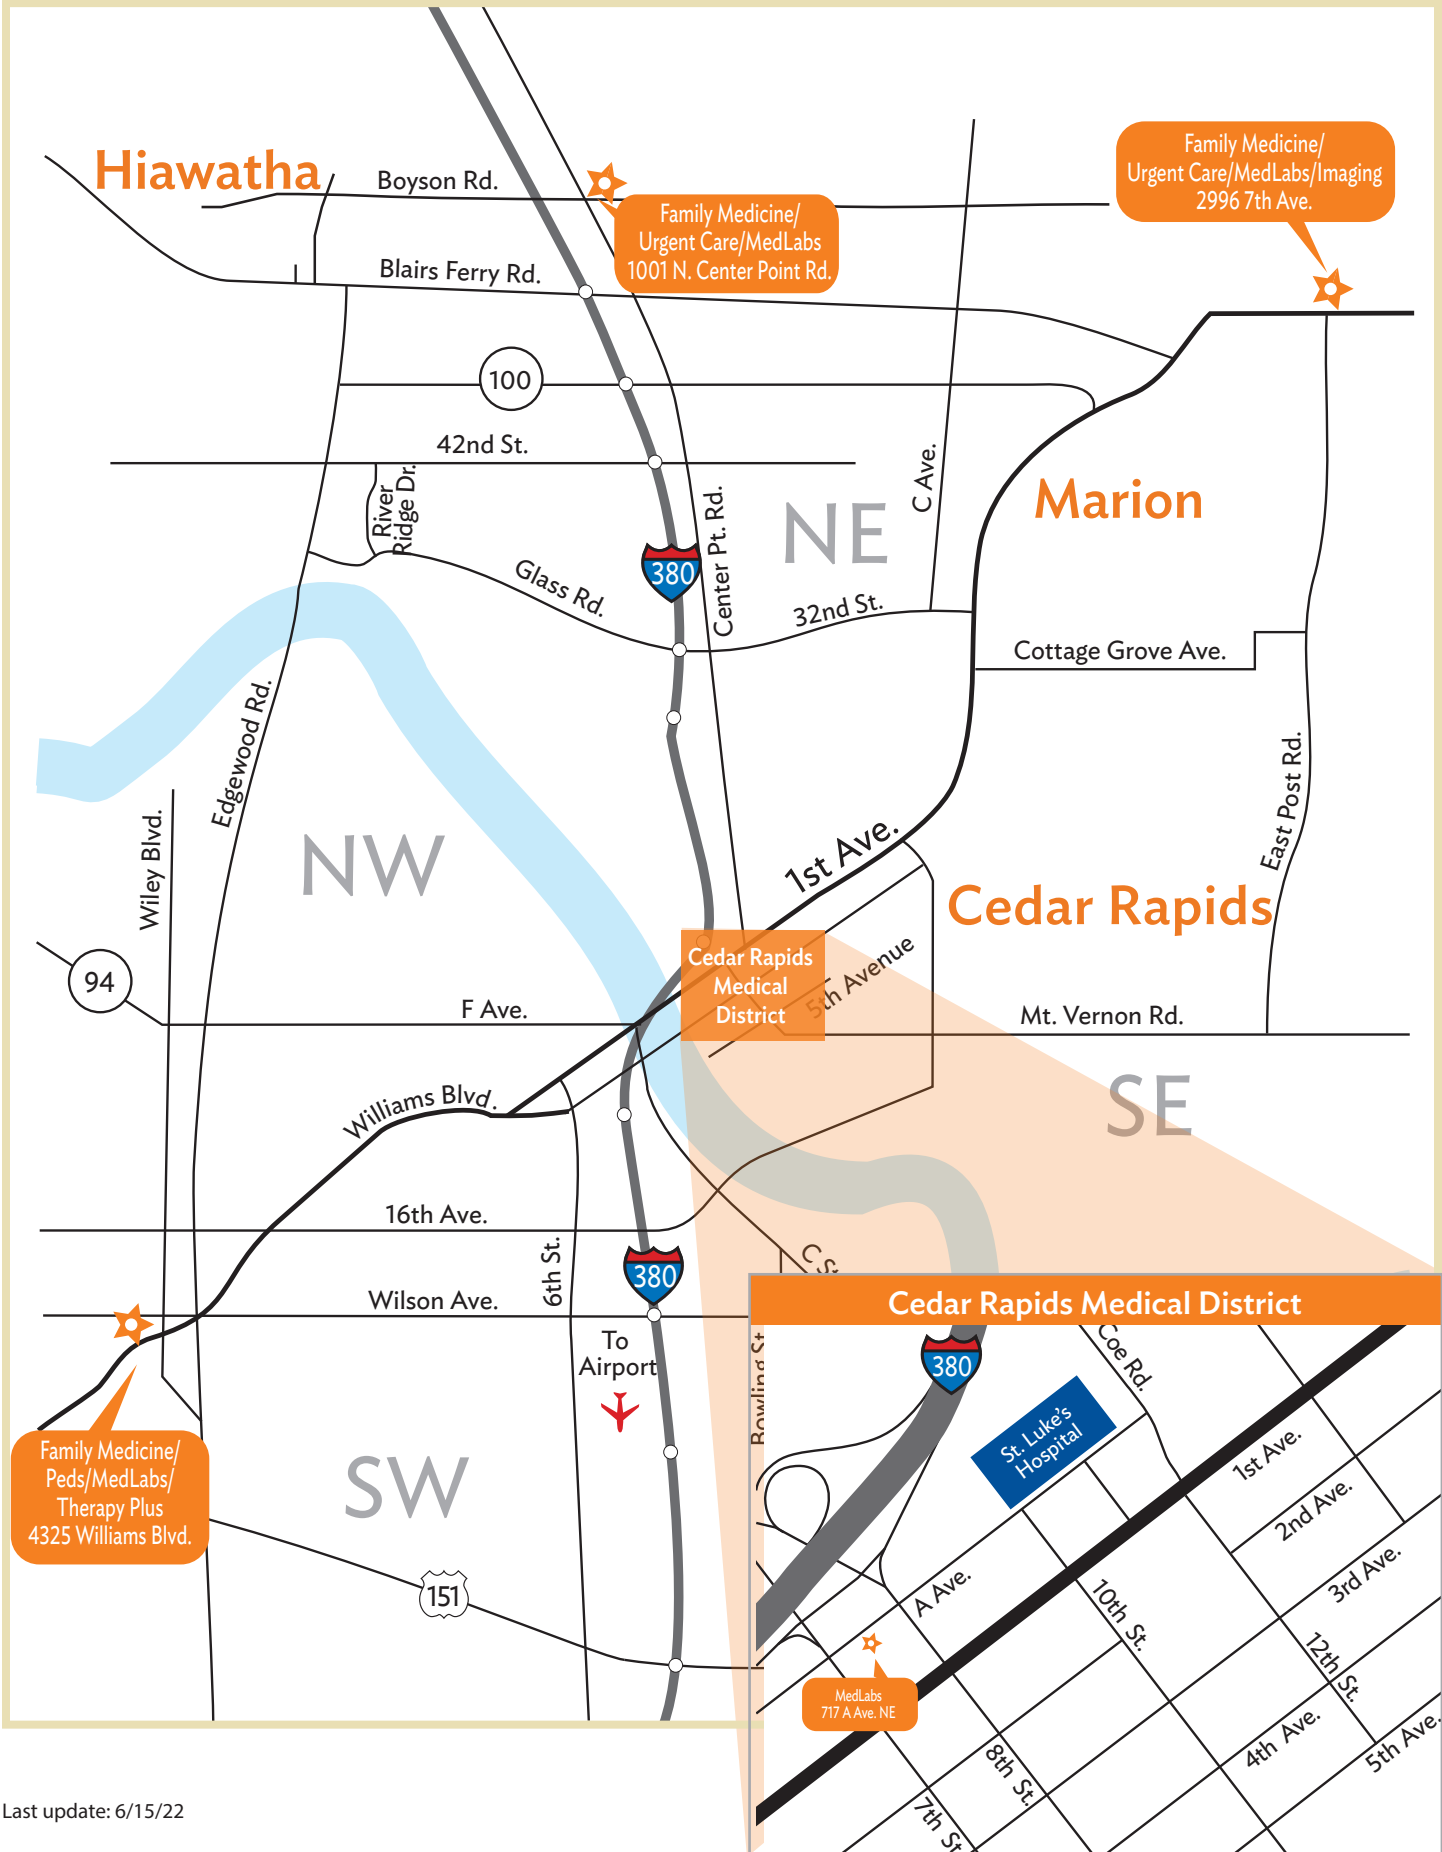 Hiawatha
Boyson Rd.
Family Medicine/
Urgent Care/MedLabs/Imaging
2996 7th Ave.
Family Medicine/
Urgent Care/MedLabs
1001 N. Center Point Rd.
Blairs Ferry Rd.
100
42nd St.
River
Ridge Dr.
C Ave.
Marion
NE
Center Pt. Rd.
380
Glass Rd.
32nd St.
Cottage Grove Ave.
Edgewood Rd.
East Post Rd.
Wiley Blvd.
NW
1st Ave.
Cedar Rapids
94
F Ave.
Cedar Rapids
Medical
District
5th Avenue
Mt. Vernon Rd.
SE
Williams Blvd.
16th Ave.
6th St.
380
C St.
Wilson Ave.
To
Airport
Bowling St.
Family Medicine/
Peds/MedLabs/
Therapy Plus
4325 Williams Blvd.
SW
151
Cedar Rapids Medical District
380
Coe Rd.
St. Luke's
Hospital
1st Ave.
2nd Ave.
3rd Ave.
A Ave.
10th St.
12th St.
MedLabs
717 A Ave. NE
4th Ave.
5th Ave.
8th St.
7th St
Last update: 6/15/22